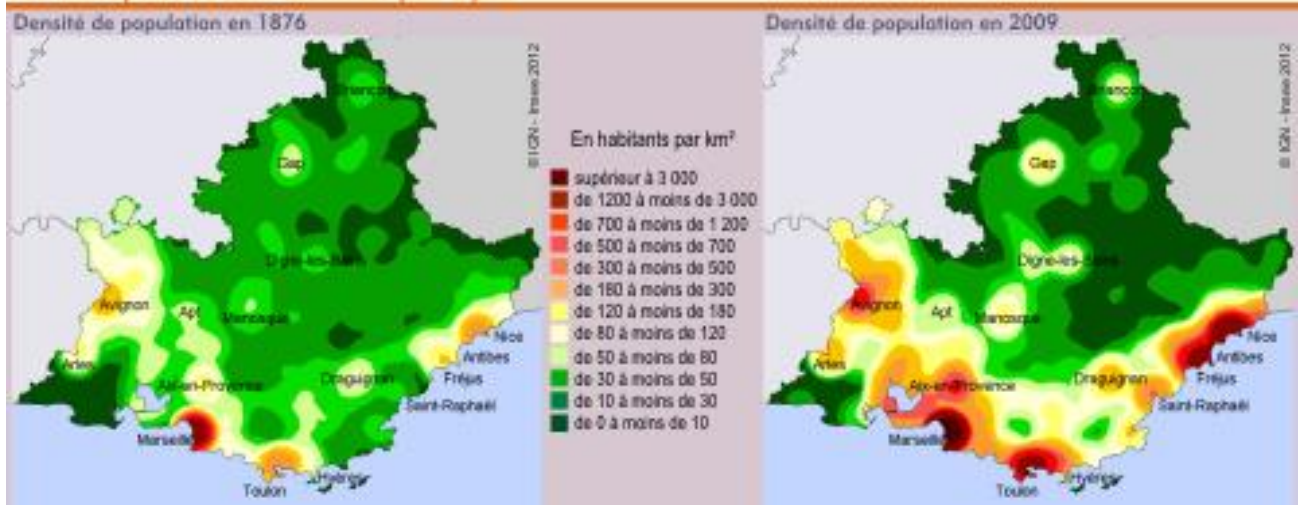 Densité de population en 1876
Densité de population en 2009
© IGN - Insee 2012
Briançon
Gap
Digne-les-Bains
Avignon
Apt
Manosque
Nice
Antibes
Arles
Aix-en-Provence
Draguignan
Fréjus
Saint-Raphaël
Marseille
Toulon
Hyères
En habitants par km²
supérieur à 3 000
de 1200 à moins de 3 000
de 700 à moins de 1 200
de 500 à moins de 700
de 300 à moins de 500
de 180 à moins de 300
de 120 à moins de 180
de 80 à moins de 120
de 50 à moins de 80
de 30 à moins de 50
de 10 à moins de 30
de 0 à moins de 10
© IGN - Insee 2012
Briançon
Gap
Digne-les-Bains
Avignon
Apt
Manosque
Nice
Antibes
Arles
Aix-en-Provence
Draguignan
Fréjus
Saint-Raphaël
Marseille
Toulon
Hyères